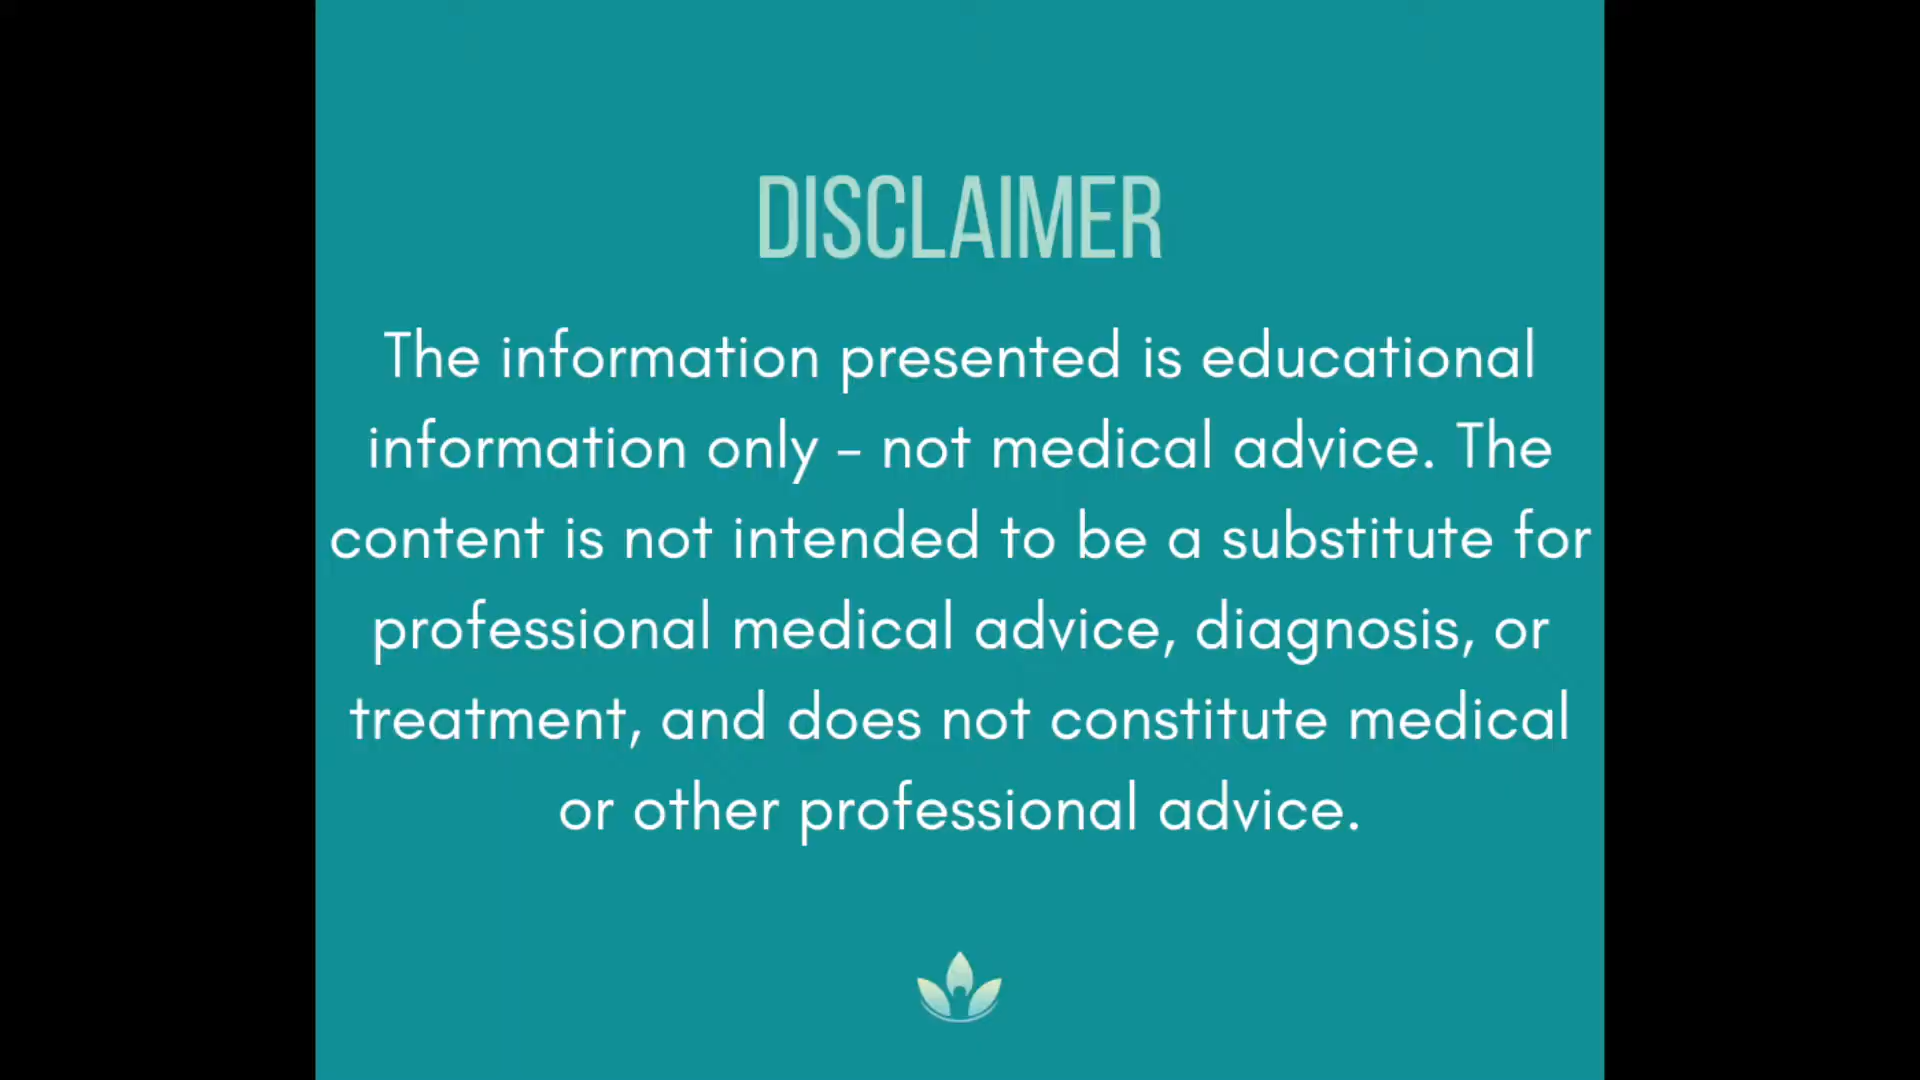 DISCLAIMER
The information presented is educational
information only - not medical advice. The
content is not intended to be a substitute for
professional medical advice, diagnosis, or
treatment, and does not constitute medical
or other professional advice.